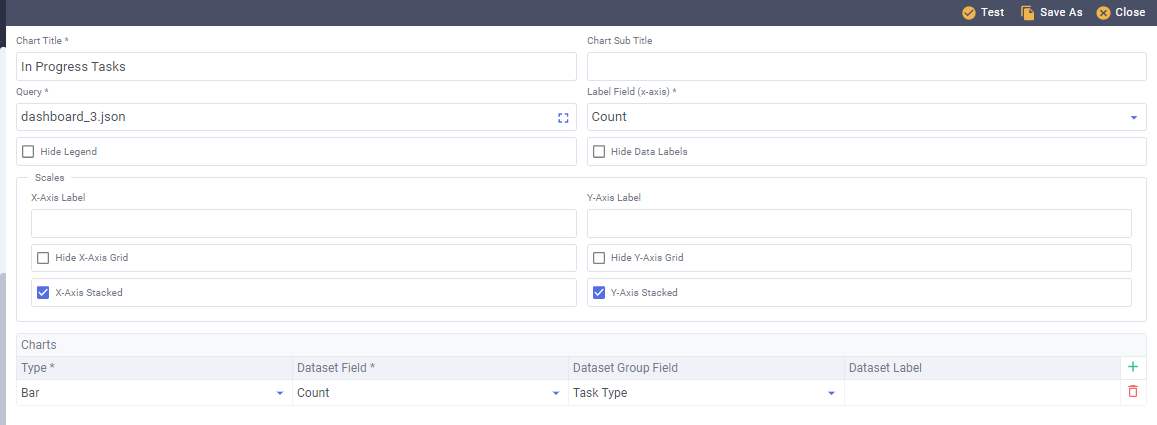 Test Save As Close
Chart Title * Chart Sub Title
In Progress Tasks
Query * Label Field (x-axis) *
dashboard_3.json Count
Hide Legend Hide Data Labels
Scales
X-Axis Label Y-Axis Label
Hide X-Axis Grid Hide Y-Axis Grid
X-Axis Stacked Y-Axis Stacked
Charts
Type * Dataset Field * Dataset Group Field Dataset Label
Bar Count Task Type